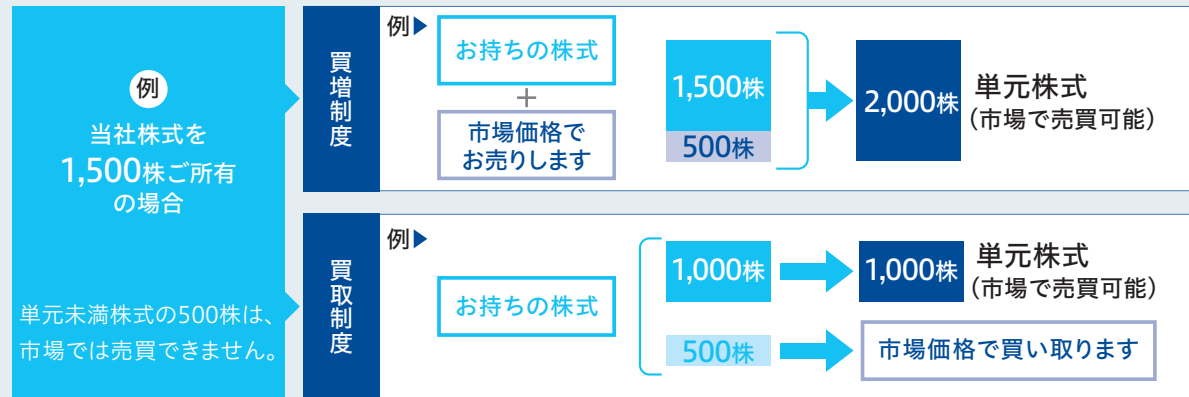 例
当社株式を
1,500株ご所有
の場合
単元未満株式の500株は、
市場では売買できません。
買増制度
例▶
お持ちの株式
+
市場価格で
お売りします
1,500株
500株
2,000株
単元株式
(市場で売買可能)
買取制度
例▶
お持ちの株式
1,000株
1,000株
単元株式
(市場で売買可能)
500株
市場価格で買い取ります